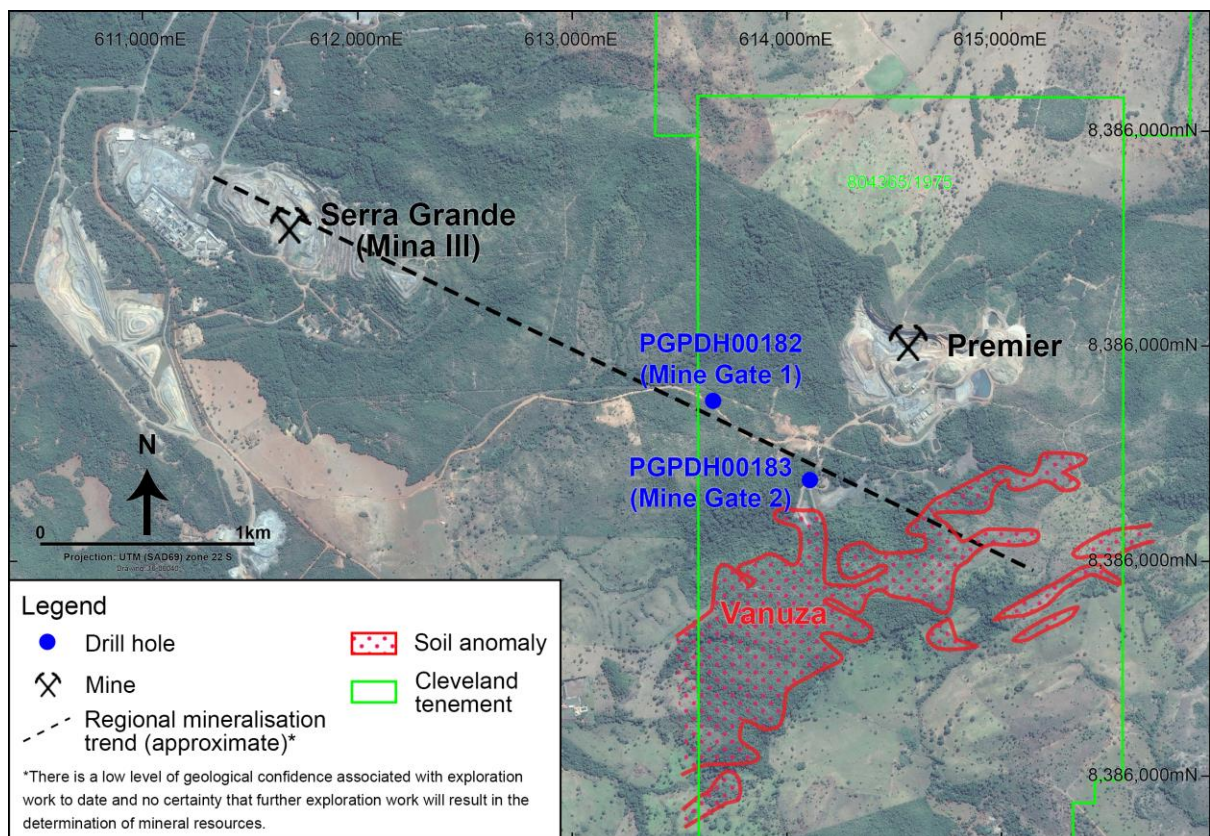 611,000mE
612,000mE
613,000mE
614,000mE
615,000mE
8,386,000mN
804365/1975
Serra Grande
(Mina III)
PGPDH00182
(Mine Gate 1)
Premier
8,386,000mN
PGPDH00183
(Mine Gate 2)
N
0 1km
Projection: UTM (SAD69) zone 22 S
8,386,000mN
Vanuza
8,386,000mN
Legend
Drill hole
Mine
Regional mineralisation
trend (approximate)*
Soil anomaly
Cleveland
tenement
*There is a low level of geological confidence associated with exploration
work to date and no certainty that further exploration work will result in the
determination of mineral resources.